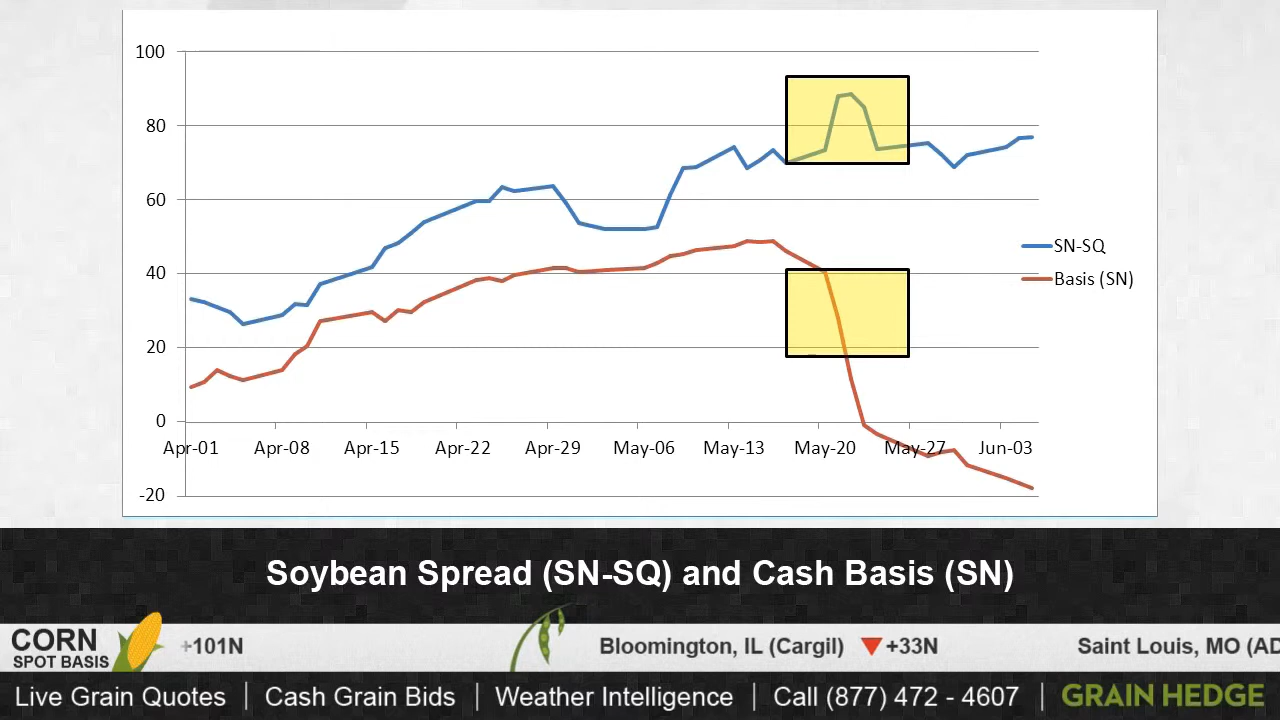 100
80
60
40
20
0
-20
Apr-01 Apr-08 Apr-15 Apr-22 Apr-29 May-06 May-13 May-20 May-27 Jun-03
SN-SQ
Basis (SN)
Soybean Spread (SN-SQ) and Cash Basis (SN)
CORN
SPOT BASIS
+101N
Bloomington, IL (Cargil) +33N
Saint Louis, MO (AD
Live Grain Quotes | Cash Grain Bids | Weather Intelligence | Call (877) 472 - 4607 | GRAIN HEDGE